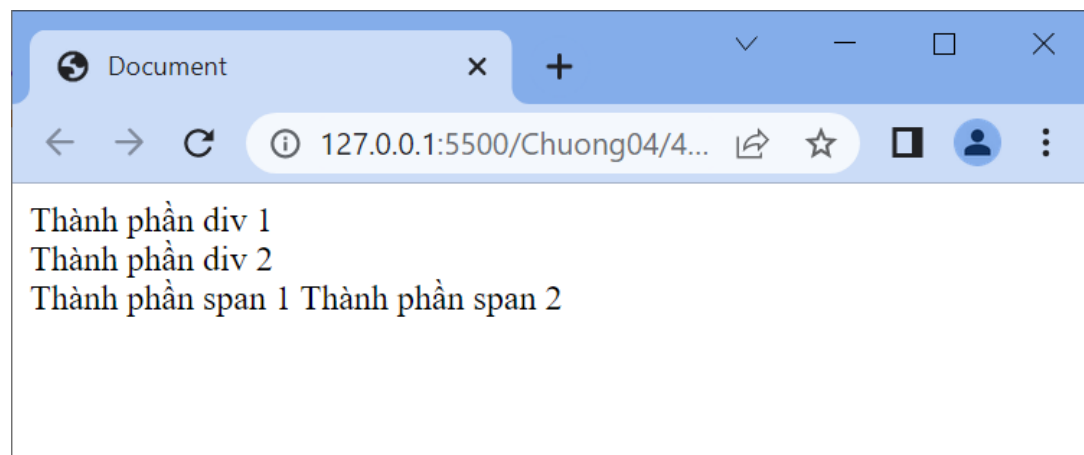 Document
127.0.0.1:5500/Chuong04/4...
Thành phần div 1
Thành phần div 2
Thành phần span 1 Thành phần span 2